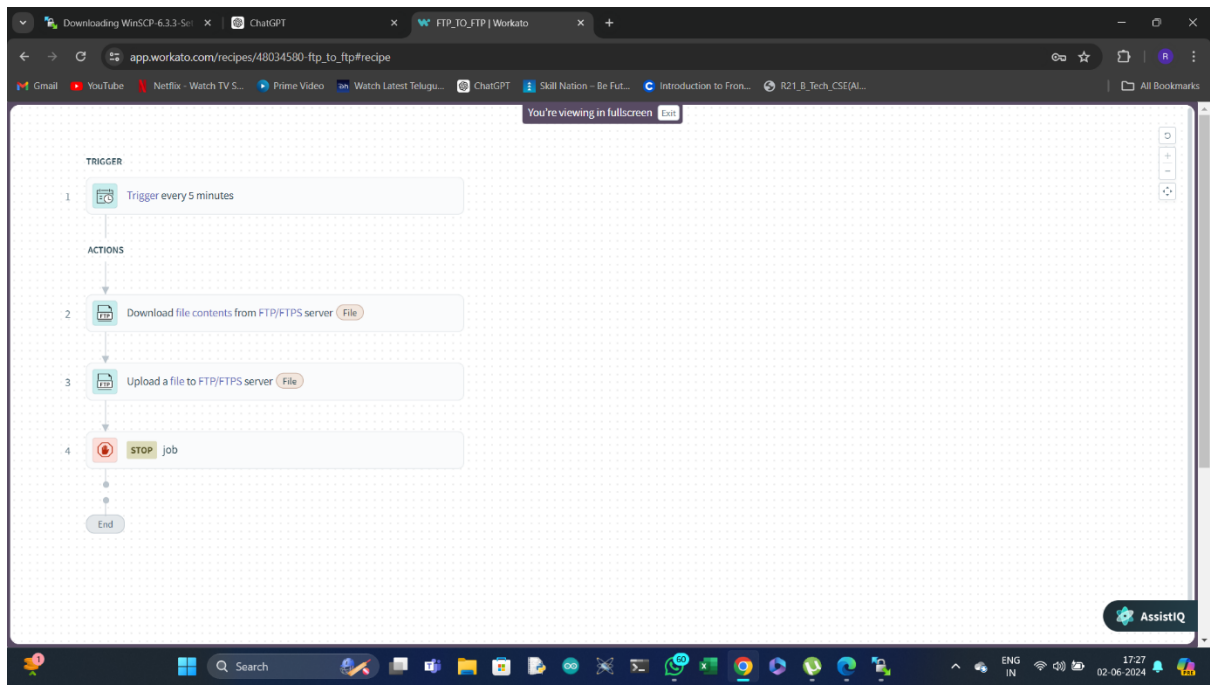 Downloading WinSCP-6.3.3-Set
ChatGPT
FTP_TO_FTP | Workato
app.workato.com/recipes/48034580-ftp_to_ftp#recipe
R
Gmail
YouTube
Netflix - Watch TV S...
Prime Video
Watch Latest Telugu...
ChatGPT
Skill Nation – Be Fut...
Introduction to Fron...
R21_B_Tech_CSE(AI...
All Bookmarks
You're viewing in fullscreen Exit
TRIGGER
1 Trigger every 5 minutes
ACTIONS
2 FTP Download file contents from FTP/FTPS server File
3 FTP Upload a file to FTP/FTPS server File
4 STOP job
End
AssistIQ
1
Search
60
ENG
IN
17:27
02-06-2024